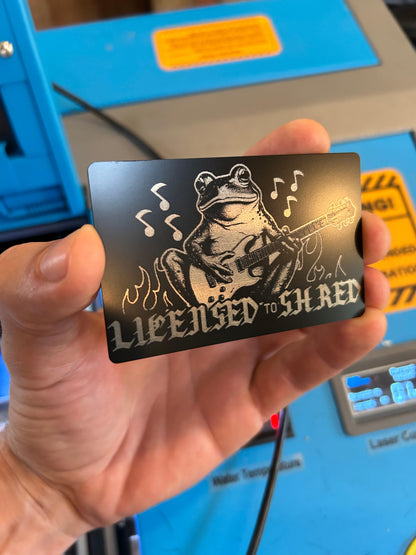 LICENSED TO SHRED
Water Temperature